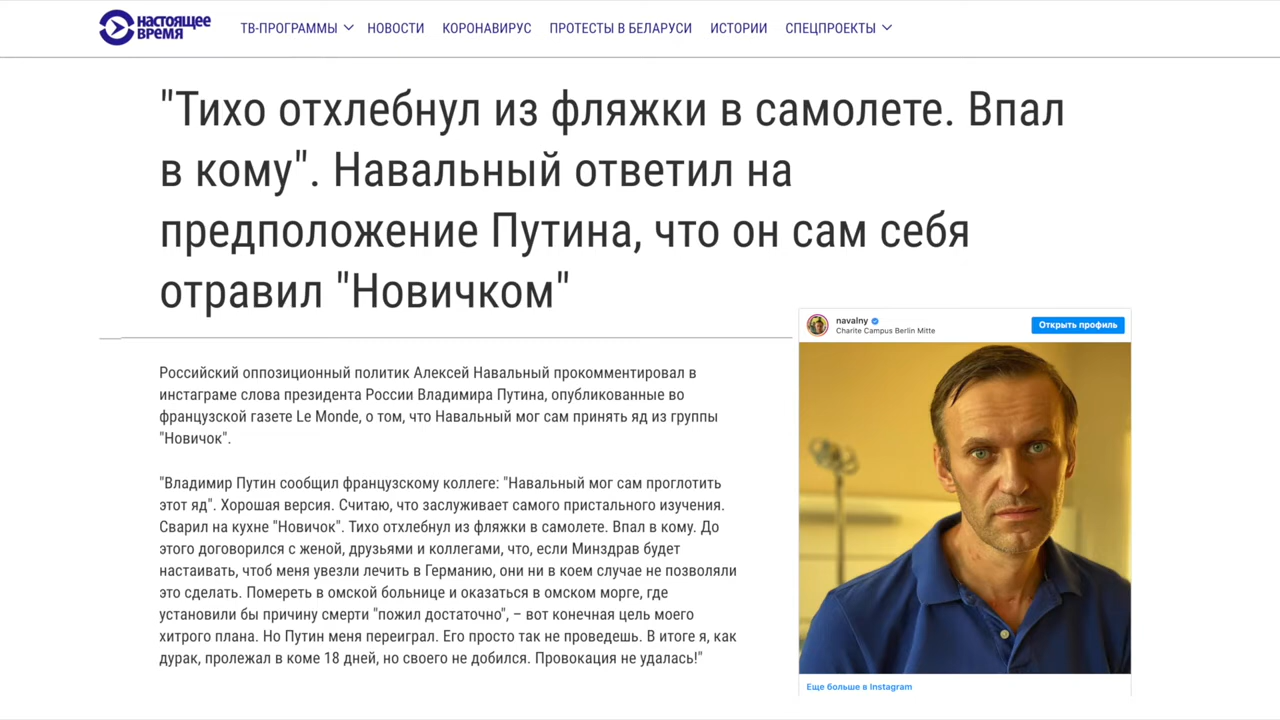 НАСТОЯЩЕЕ
ВРЕМЯ
ТВ-ПРОГРАММЫ НОВОСТИ КОРОНАВИРУС ПРОТЕСТЫ В БЕЛАРУСИ ИСТОРИИ СПЕЦПРОЕКТЫ
"Тихо отхлебнул из фляжки в самолете. Впал
в кому". Навальный ответил на
предположение Путина, что он сам себя
отравил "Новичком"
navalny
Charite Campus Berlin Mitte
Открыть профиль
Российский оппозиционный политик Алексей Навальный прокомментировал в
инстаграме слова президента России Владимира Путина, опубликованные во
французской газете Le Monde, о том, что Навальный мог сам принять яд из группы
"Новичок".
"Владимир Путин сообщил французскому коллеге: "Навальный мог сам проглотить
этот яд". Хорошая версия. Считаю, что заслуживает самого пристального изучения.
Сварил на кухне "Новичок". Тихо отхлебнул из фляжки в самолете. Впал в кому. До
этого договорился с женой, друзьями и коллегами, что, если Минздрав будет
настаивать, чтоб меня увезли лечить в Германию, они ни в коем случае не позволяли
это сделать. Помереть в омской больнице и оказаться в омском морге, где
установили бы причину смерти "пожил достаточно", – вот конечная цель моего
хитрого плана. Но Путин меня переиграл. Его просто так не проведешь. В итоге я, как
дурак, пролежал в коме 18 дней, но своего не добился. Провокация не удалась!"
Еще больше в Instagram